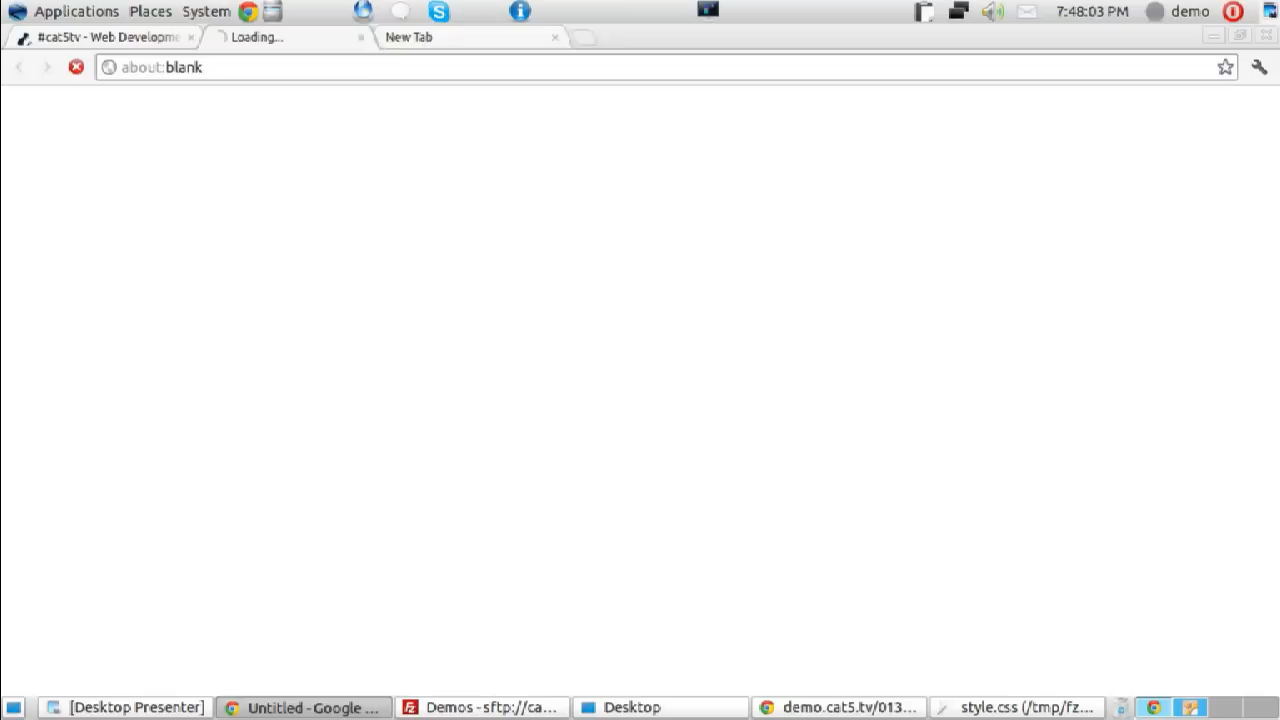 Applications Places System 7:48:03 PM demo
#cat5tv - Web Developme Loading... New Tab
about:blank
[Desktop Presenter] Untitled - Google ... Demos - sftp://ca... Desktop demo.cat5.tv/013... style.css (/tmp/fz...